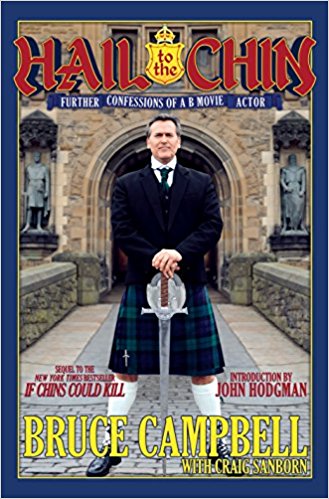 HAIL to the CHIN
FURTHER CONFESSIONS OF A B MOVIE ACTOR
SEQUEL TO THE
NEW YORK TIMES BESTSELLER
IF CHINS COULD KILL
INTRODUCTION BY
JOHN HODGMAN
BRUCE CAMPBELL
WITH CRAIG SANBORN